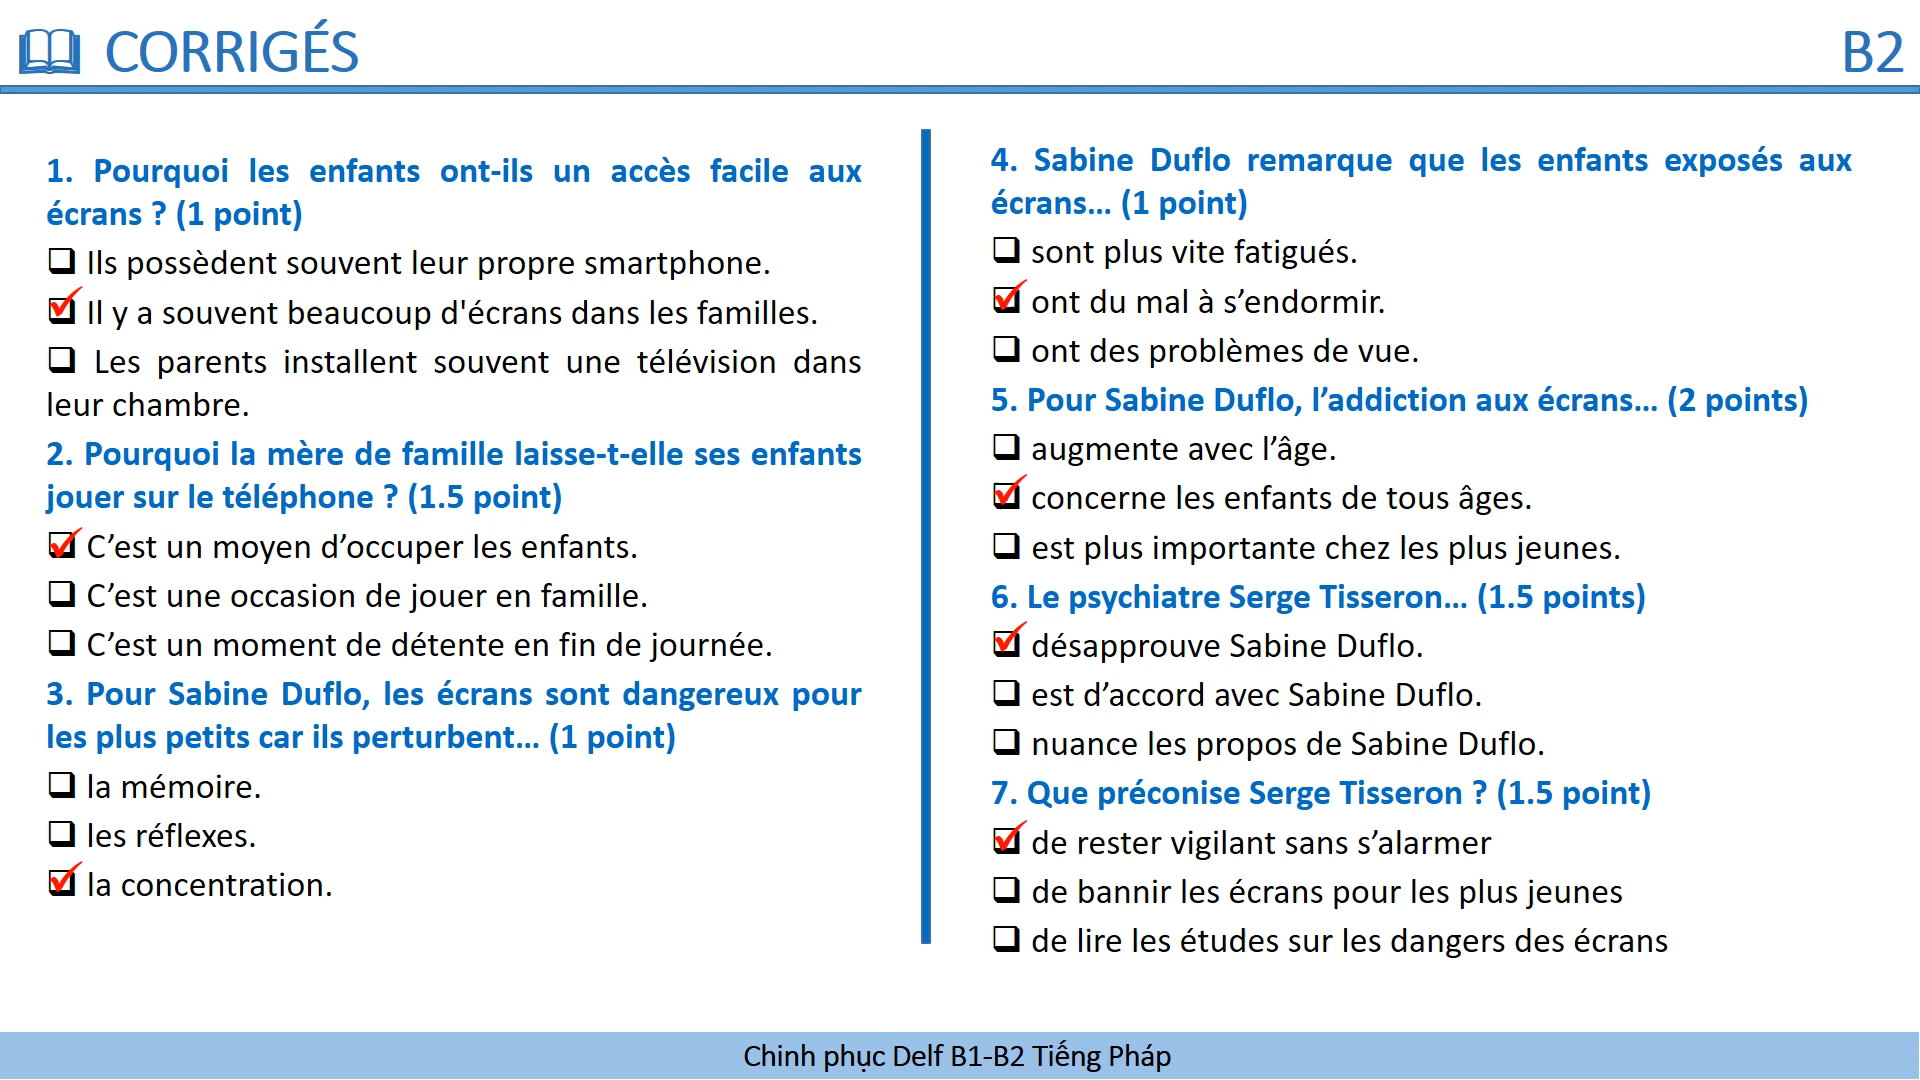 CORRIGÉS
B2
1. Pourquoi les enfants ont-ils un accès facile aux
écrans ? (1 point)
❑ Ils possèdent souvent leur propre smartphone.
☑ Il y a souvent beaucoup d'écrans dans les familles.
❑ Les parents installent souvent une télévision dans
leur chambre.
2. Pourquoi la mère de famille laisse-t-elle ses enfants
jouer sur le téléphone ? (1.5 point)
☑ C’est un moyen d’occuper les enfants.
❑ C’est une occasion de jouer en famille.
❑ C’est un moment de détente en fin de journée.
3. Pour Sabine Duflo, les écrans sont dangereux pour
les plus petits car ils perturbent... (1 point)
❑ la mémoire.
❑ les réflexes.
☑ la concentration.
4. Sabine Duflo remarque que les enfants exposés aux
écrans... (1 point)
❑ sont plus vite fatigués.
☑ ont du mal à s’endormir.
❑ ont des problèmes de vue.
5. Pour Sabine Duflo, l’addiction aux écrans... (2 points)
❑ augmente avec l’âge.
☑ concerne les enfants de tous âges.
❑ est plus importante chez les plus jeunes.
6. Le psychiatre Serge Tisseron... (1.5 points)
☑ désapprouve Sabine Duflo.
❑ est d’accord avec Sabine Duflo.
❑ nuance les propos de Sabine Duflo.
7. Que préconise Serge Tisseron ? (1.5 point)
☑ de rester vigilant sans s’alarmer
❑ de bannir les écrans pour les plus jeunes
❑ de lire les études sur les dangers des écrans
Chinh phục Delf B1-B2 Tiếng Pháp